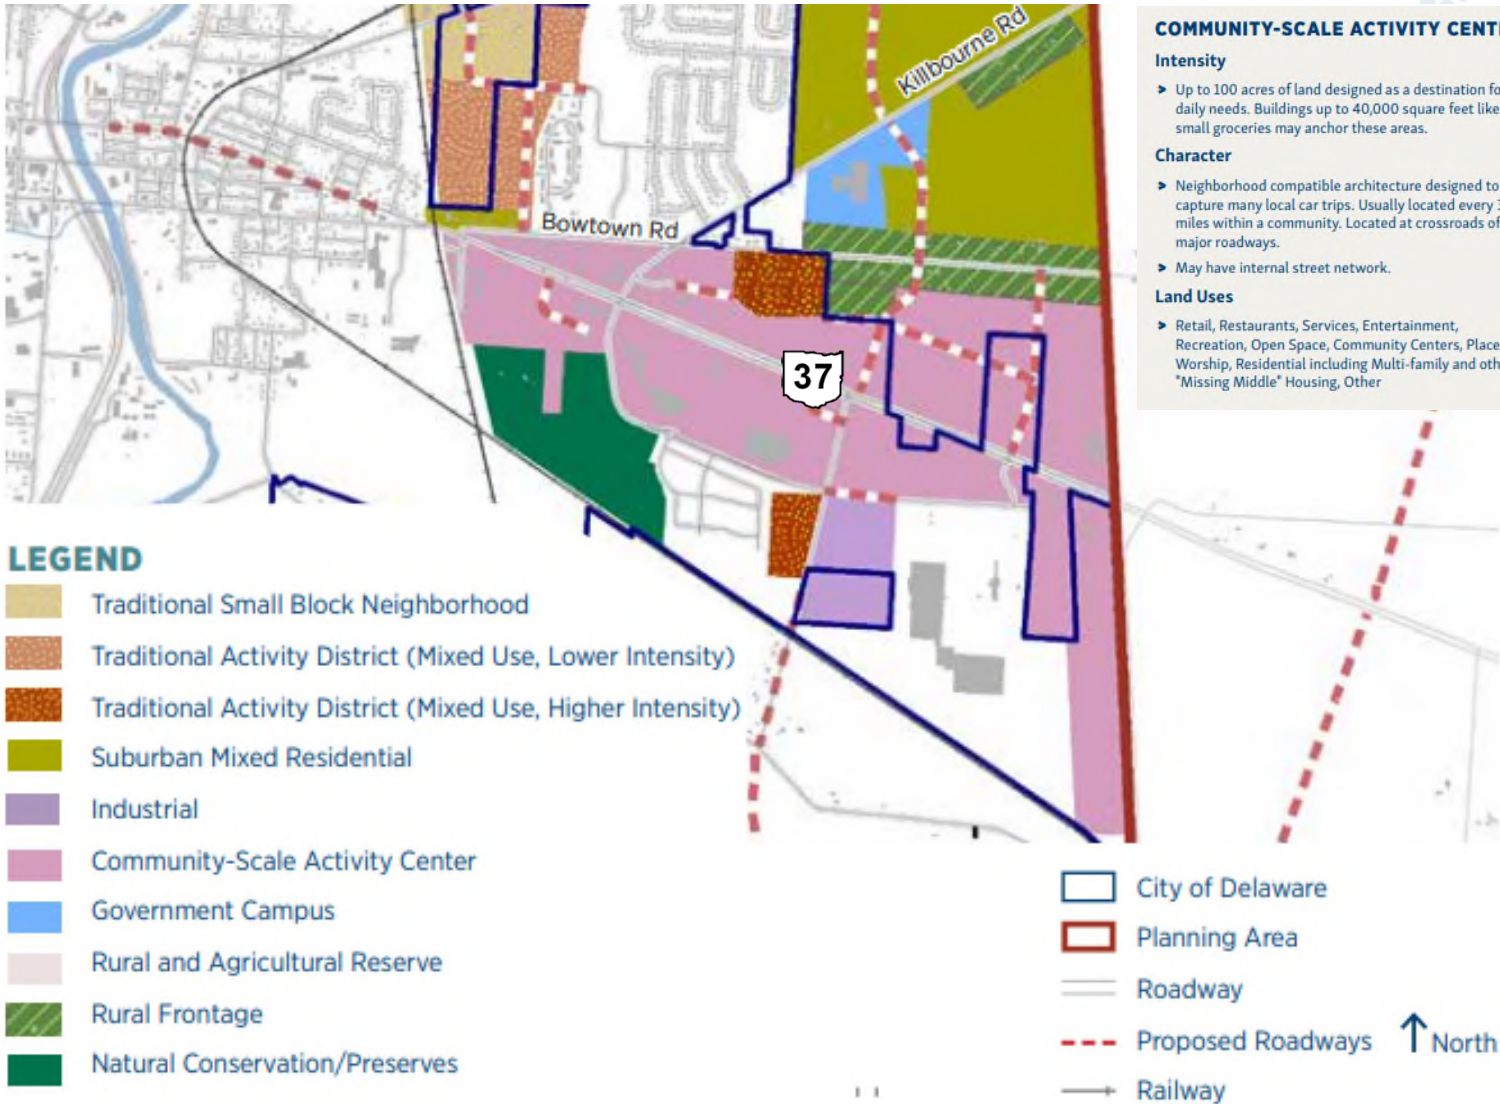 Killbourne Rd
Bowtown Rd
37
COMMUNITY-SCALE ACTIVITY
Intensity
➤ Up to 100 acres of land designed as a destination
daily needs. Buildings up to 40,000 square feet like
small groceries may anchor these areas.
Character
➤ Neighborhood compatible architecture designed to
capture many local car trips. Usually located every
miles within a community. Located at crossroads of
major roadways.
➤ May have internal street network.
Land Uses
➤ Retail, Restaurants, Services, Entertainment,
Recreation, Open Space, Community Centers,
Worship, Residential including Multi-family and
"Missing Middle" Housing, Other
LEGEND
Traditional Small Block Neighborhood
Traditional Activity District (Mixed Use, Lower Intensity)
Traditional Activity District (Mixed Use, Higher Intensity)
Suburban Mixed Residential
Industrial
Community-Scale Activity Center
Government Campus
Rural and Agricultural Reserve
Rural Frontage
Natural Conservation/Preserves
City of Delaware
Planning Area
Roadway
Proposed Roadways
North
Railway